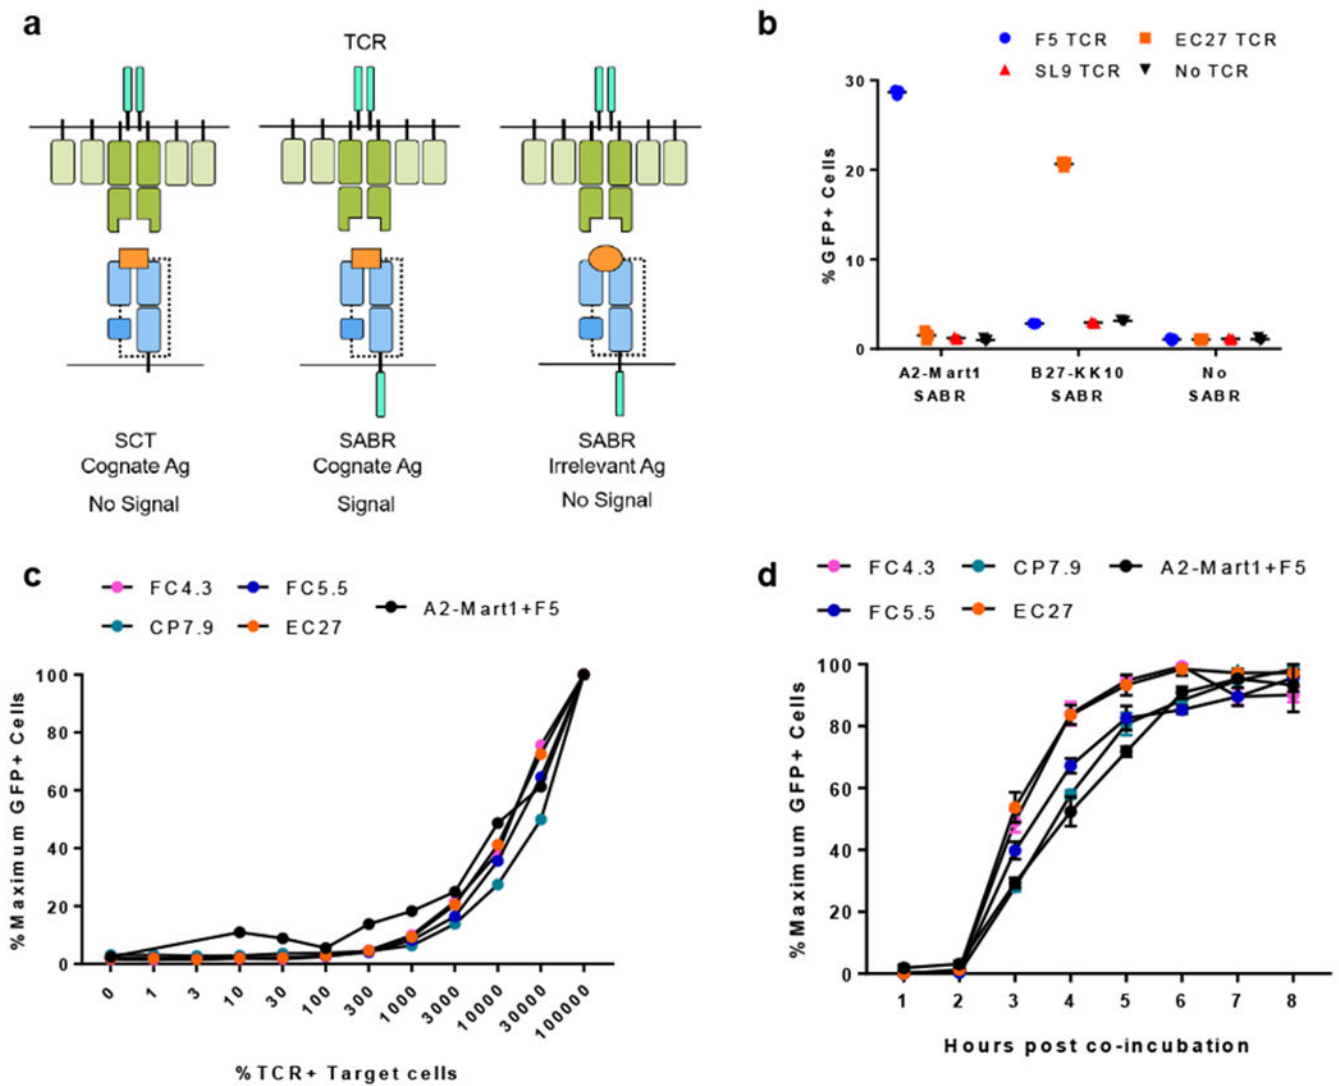 a
TCR
SCT
Cognate Ag
No Signal
SABR
Cognate Ag
Signal
SABR
Irrelevant Ag
No Signal
b
F5 TCR
EC27 TCR
SL9 TCR
No TCR
%GFP+ Cells
30
20
10
0
A2-Mart1
SABR
B27-KK10
SABR
No
SABR
c
FC4.3
FC5.5
A2-Mart1+F5
CP7.9
EC27
%Maximum GFP+ Cells
100
80
60
40
20
0
0 1 3 10 30 100 300 1000 3000 10000 30000 100000
%TCR+ Target cells
d
FC4.3
CP7.9
A2-Mart1+F5
FC5.5
EC27
%Maximum GFP+ Cells
100
80
60
40
20
0
1 2 3 4 5 6 7 8
Hours post co-incubation